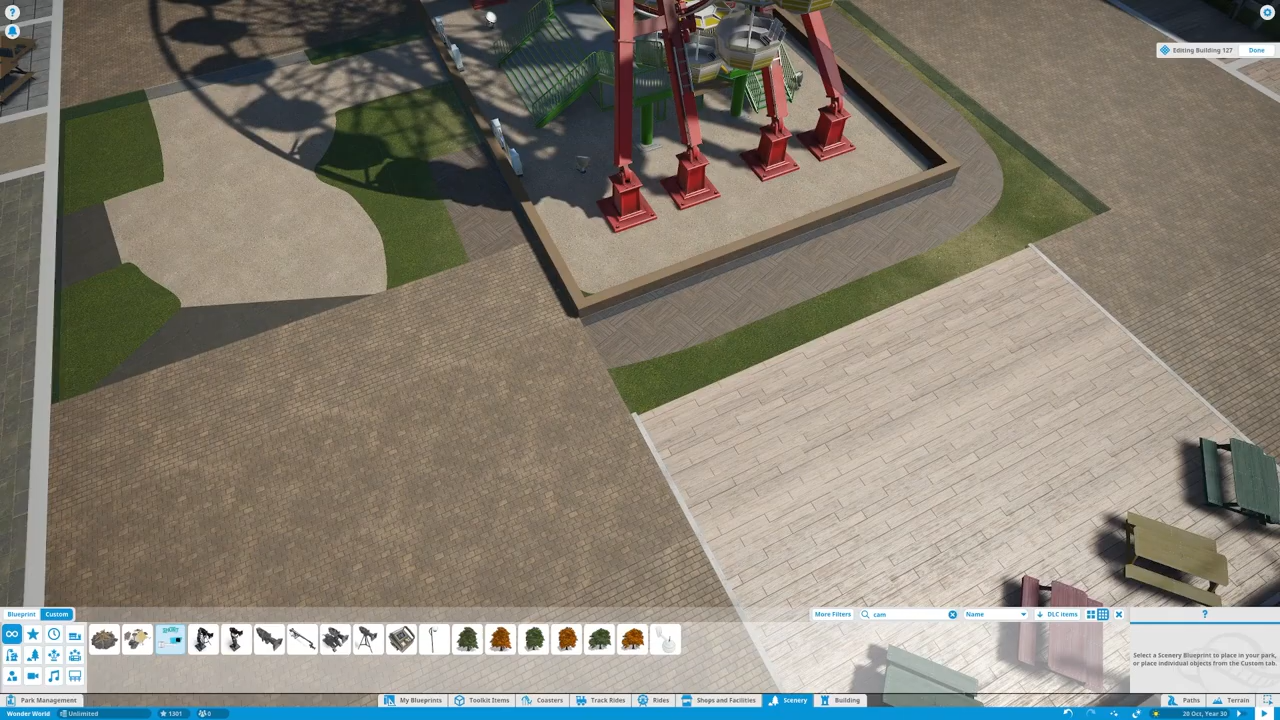 ?
Editing Building 127
Done
Blueprint
Custom
More Filters
cam
Name
DLC items
?
Select a Scenery Blueprint to place in your park,
or place individual objects from the Custom tab.
Park Management
My Blueprints
Toolkit Items
Coasters
Track Rides
Rides
Shops and Facilities
Scenery
Building
Paths
Terrain
Wonder World
Unlimited
1301
0
20 Oct, Year 30